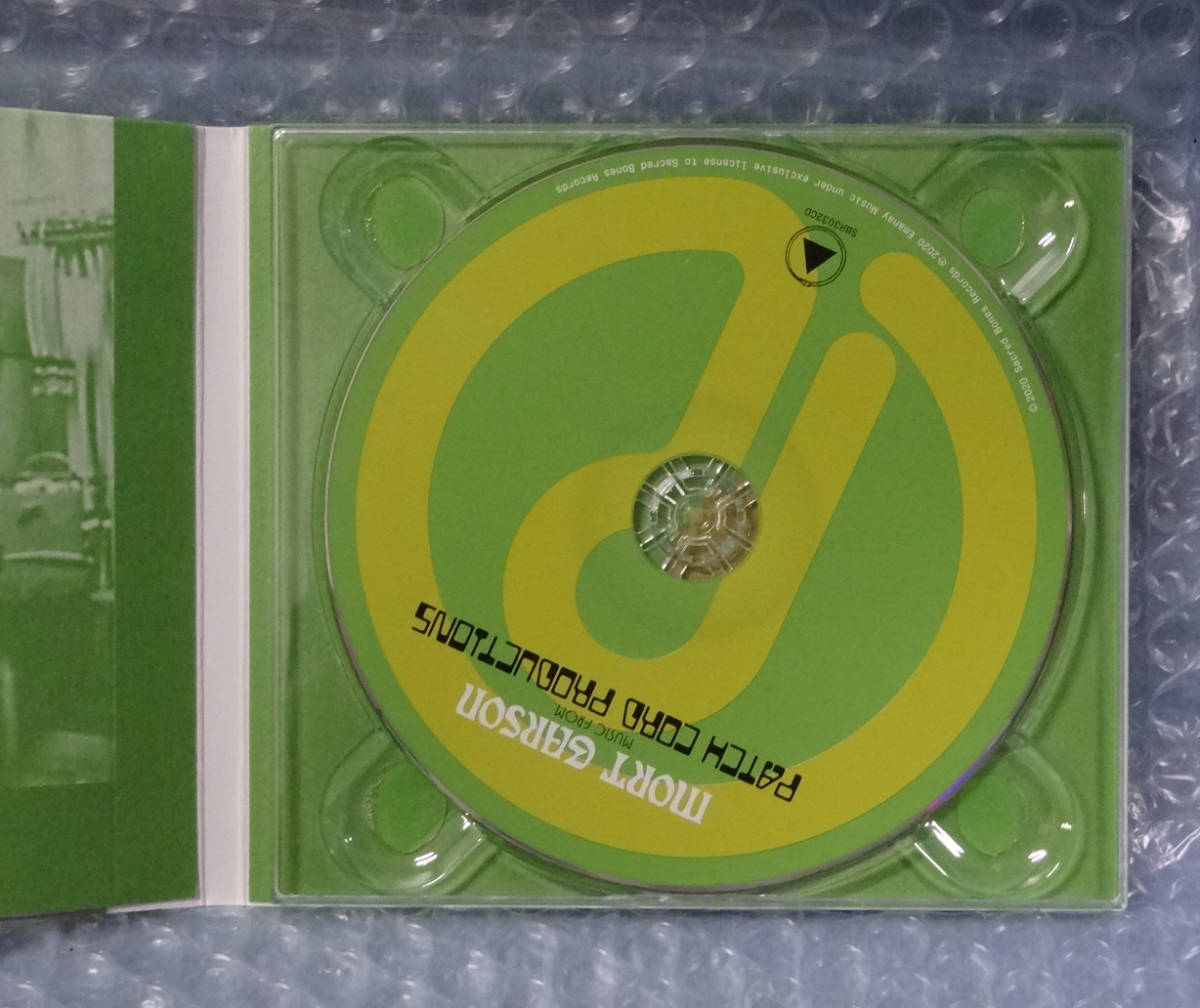 MORT GARSON
MUSIC FROM
PATCH CORD PRODUCTIONS
SBR3032CD
© 2020 Sacred Bones Records ℗ 2020 Emanay Music under exclusive license to Sacred Bones Records